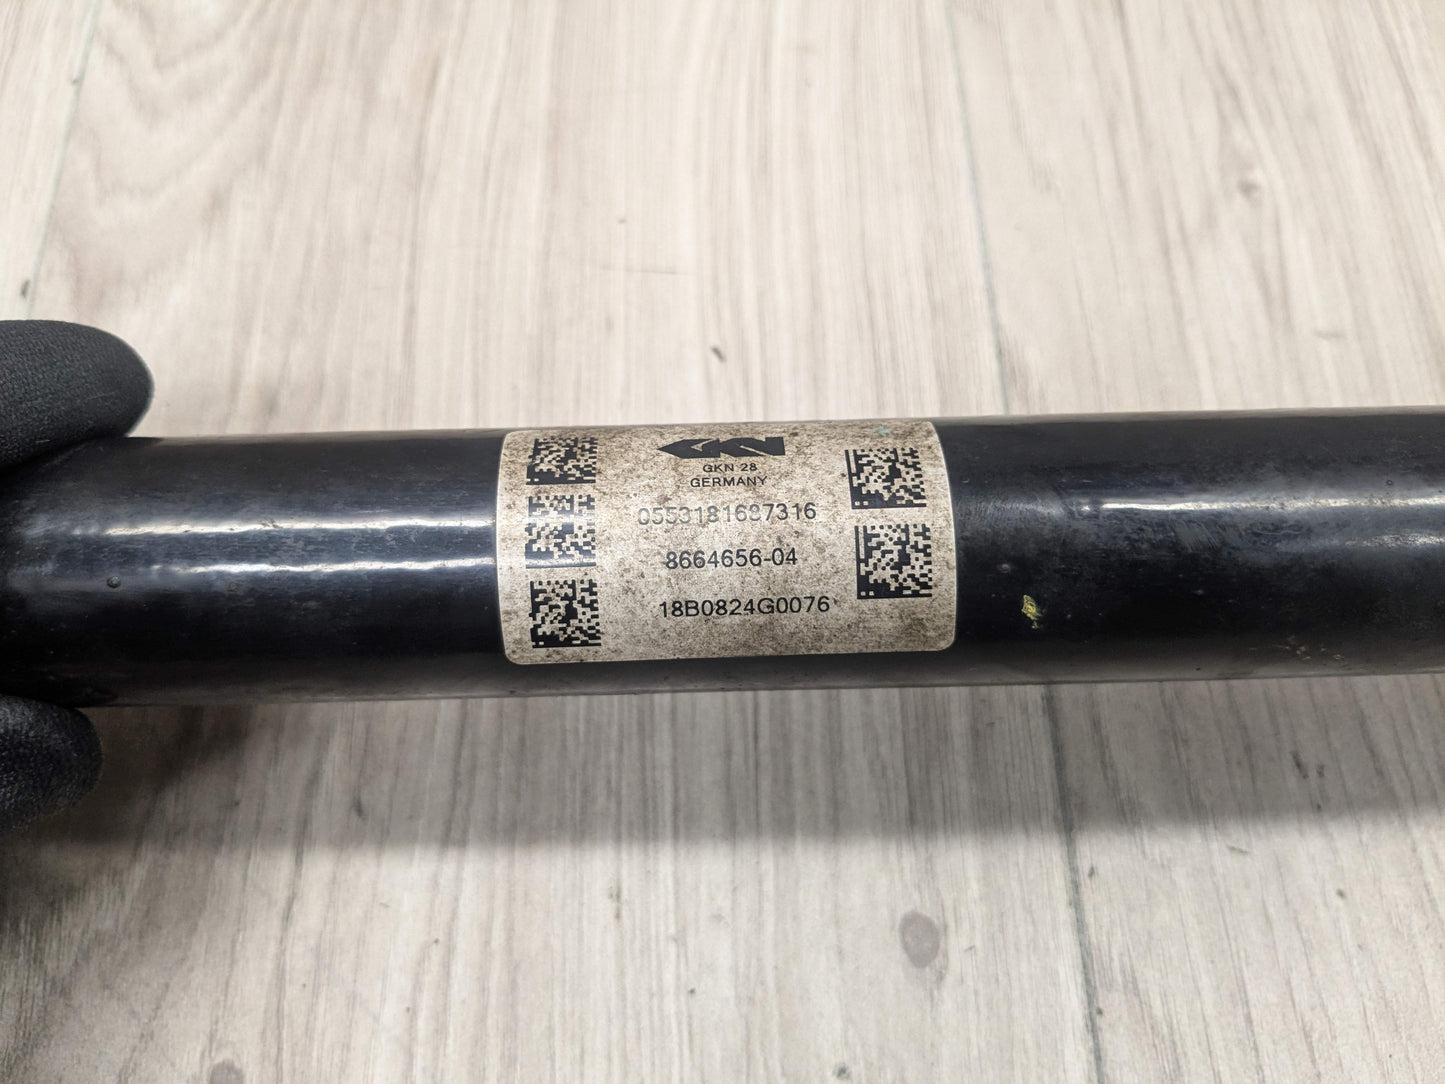 GKN
GKN 28
GERMANY
0553181687316
8664656-04
18B0824G0076